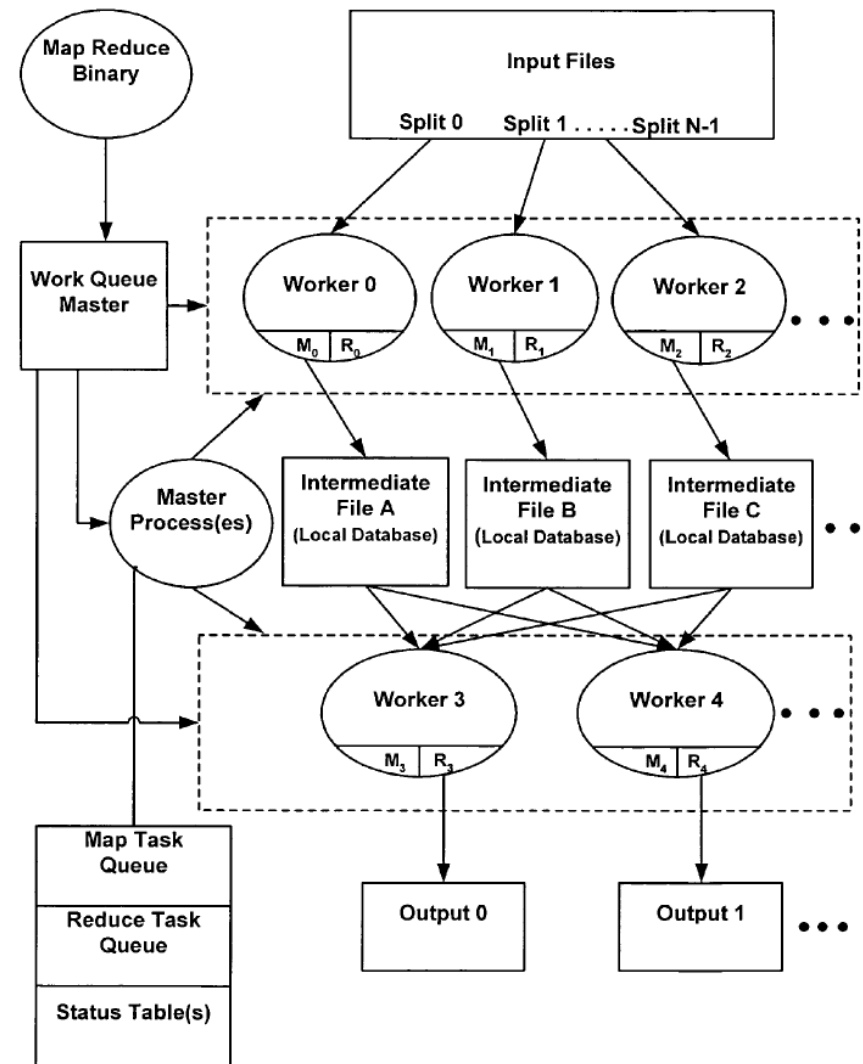 Map Reduce
Binary
Input Files
Split 0 Split 1 . . . . . Split N-1
Work Queue
Master
Worker 0
Worker 1
Worker 2
M₀ R₀
M₁ R₁
M₂ R₂
Master
Process(es)
Intermediate
File A
(Local Database)
Intermediate
File B
(Local Database)
Intermediate
File C
(Local Database)
Worker 3
Worker 4
M₃ R₃
M₄ R₄
Map Task
Queue
Reduce Task
Queue
Status Table(s)
Output 0
Output 1